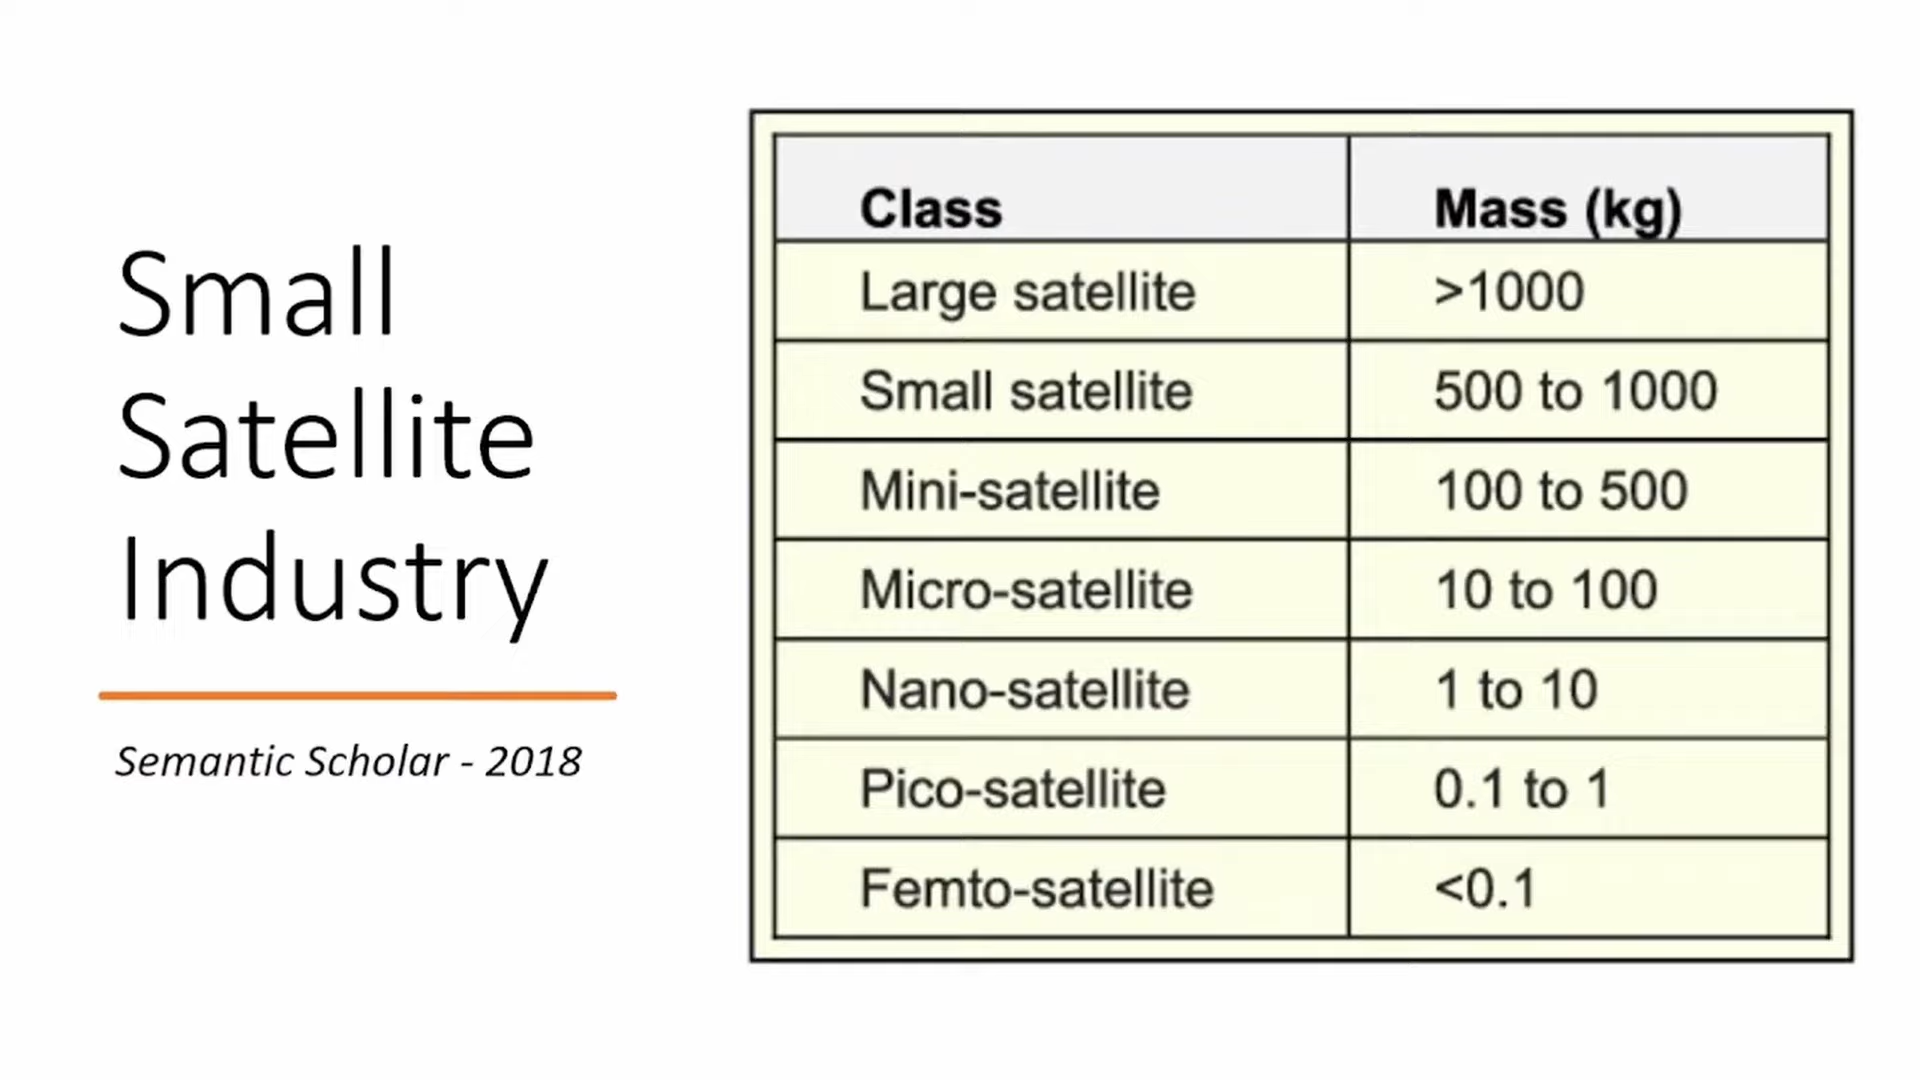 Small
Satellite
Industry
Semantic Scholar - 2018
Class Mass (kg)
Large satellite >1000
Small satellite 500 to 1000
Mini-satellite 100 to 500
Micro-satellite 10 to 100
Nano-satellite 1 to 10
Pico-satellite 0.1 to 1
Femto-satellite <0.1